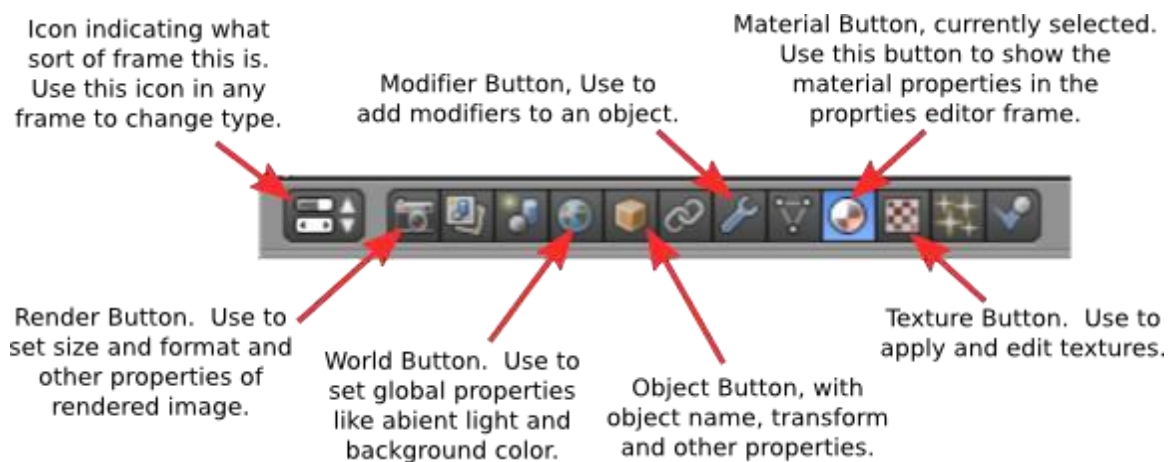 Icon indicating what
sort of frame this is.
Use this icon in any
frame to change type.
Modifier Button, Use to
add modifiers to an object.
Material Button, currently selected.
Use this button to show the
material properties in the
proprties editor frame.
Render Button.  Use to
set size and format and
other properties of
rendered image.
World Button.  Use to
set global properties
like abient light and
background color.
Object Button, with
object name, transform
and other properties.
Texture Button.  Use to
apply and edit textures.